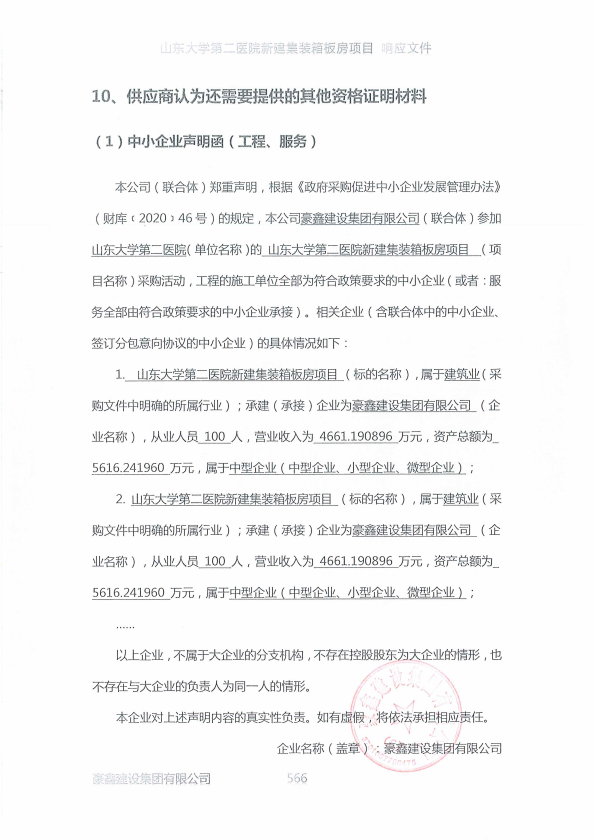 山东大学第二医院新建集装箱板房项目 响应文件
10、供应商认为还需要提供的其他资格证明材料
（1）中小企业声明函（工程、服务）
本公司（联合体）郑重声明，根据《政府采购促进中小企业发展管理办法》
（财库﹝2020﹞46号）的规定，本公司豪鑫建设集团有限公司（联合体）参加
山东大学第二医院（单位名称）的 山东大学第二医院新建集装箱板房项目 （项
目名称）采购活动，工程的施工单位全部为符合政策要求的中小企业（或者：服
务全部由符合政策要求的中小企业承接）。相关企业（含联合体中的中小企业、
签订分包意向协议的中小企业）的具体情况如下：
1. 山东大学第二医院新建集装箱板房项目 （标的名称），属于建筑业（采
购文件中明确的所属行业）；承建（承接）企业为豪鑫建设集团有限公司 （企
业名称），从业人员 100 人，营业收入为 4661.190896 万元，资产总额为_
5616.241960 万元，属于中型企业（中型企业、小型企业、微型企业）；
2. 山东大学第二医院新建集装箱板房项目 （标的名称），属于建筑业（采
购文件中明确的所属行业）；承建（承接）企业为豪鑫建设集团有限公司 （企
业名称），从业人员 100 人，营业收入为 4661.190896 万元，资产总额为_
5616.241960 万元，属于中型企业（中型企业、小型企业、微型企业）；
……
以上企业，不属于大企业的分支机构，不存在控股股东为大企业的情形，也
不存在与大企业的负责人为同一人的情形。
本企业对上述声明内容的真实性负责。如有虚假，将依法承担相应责任。
企业名称（盖章）：豪鑫建设集团有限公司
豪鑫建设集团有限公司 566